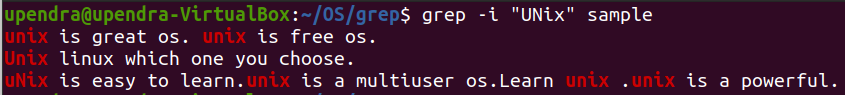 upendra@upendra-VirtualBox:~/OS/grep$ grep -i "UNix" sample
unix is great os. unix is free os.
Unix linux which one you choose.
uNix is easy to learn.unix is a multiuser os.Learn unix .unix is a powerful.